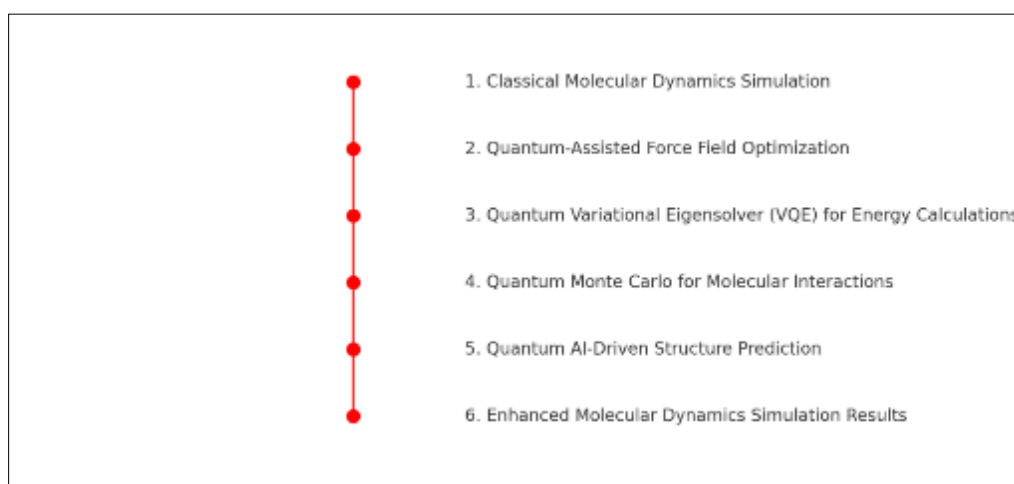 1. Classical Molecular Dynamics Simulation
2. Quantum-Assisted Force Field Optimization
3. Quantum Variational Eigensolver (VQE) for Energy Calculations
4. Quantum Monte Carlo for Molecular Interactions
5. Quantum AI-Driven Structure Prediction
6. Enhanced Molecular Dynamics Simulation Results